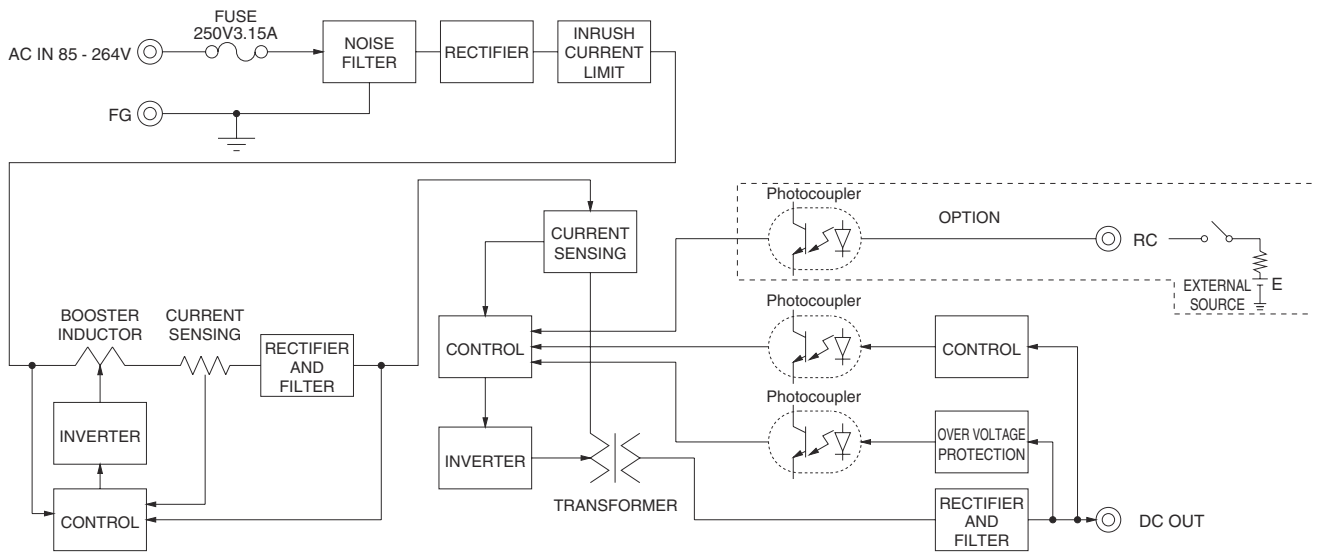 FUSE
250V3.15A
AC IN 85 - 264V
NOISE
FILTER
RECTIFIER
INRUSH
CURRENT
LIMIT
FG
Photocoupler
OPTION
RC
CURRENT
SENSING
EXTERNAL
SOURCE
E
BOOSTER
INDUCTOR
CURRENT
SENSING
RECTIFIER
AND
FILTER
CONTROL
Photocoupler
CONTROL
Photocoupler
INVERTER
INVERTER
OVER VOLTAGE
PROTECTION
TRANSFORMER
CONTROL
RECTIFIER
AND
FILTER
DC OUT